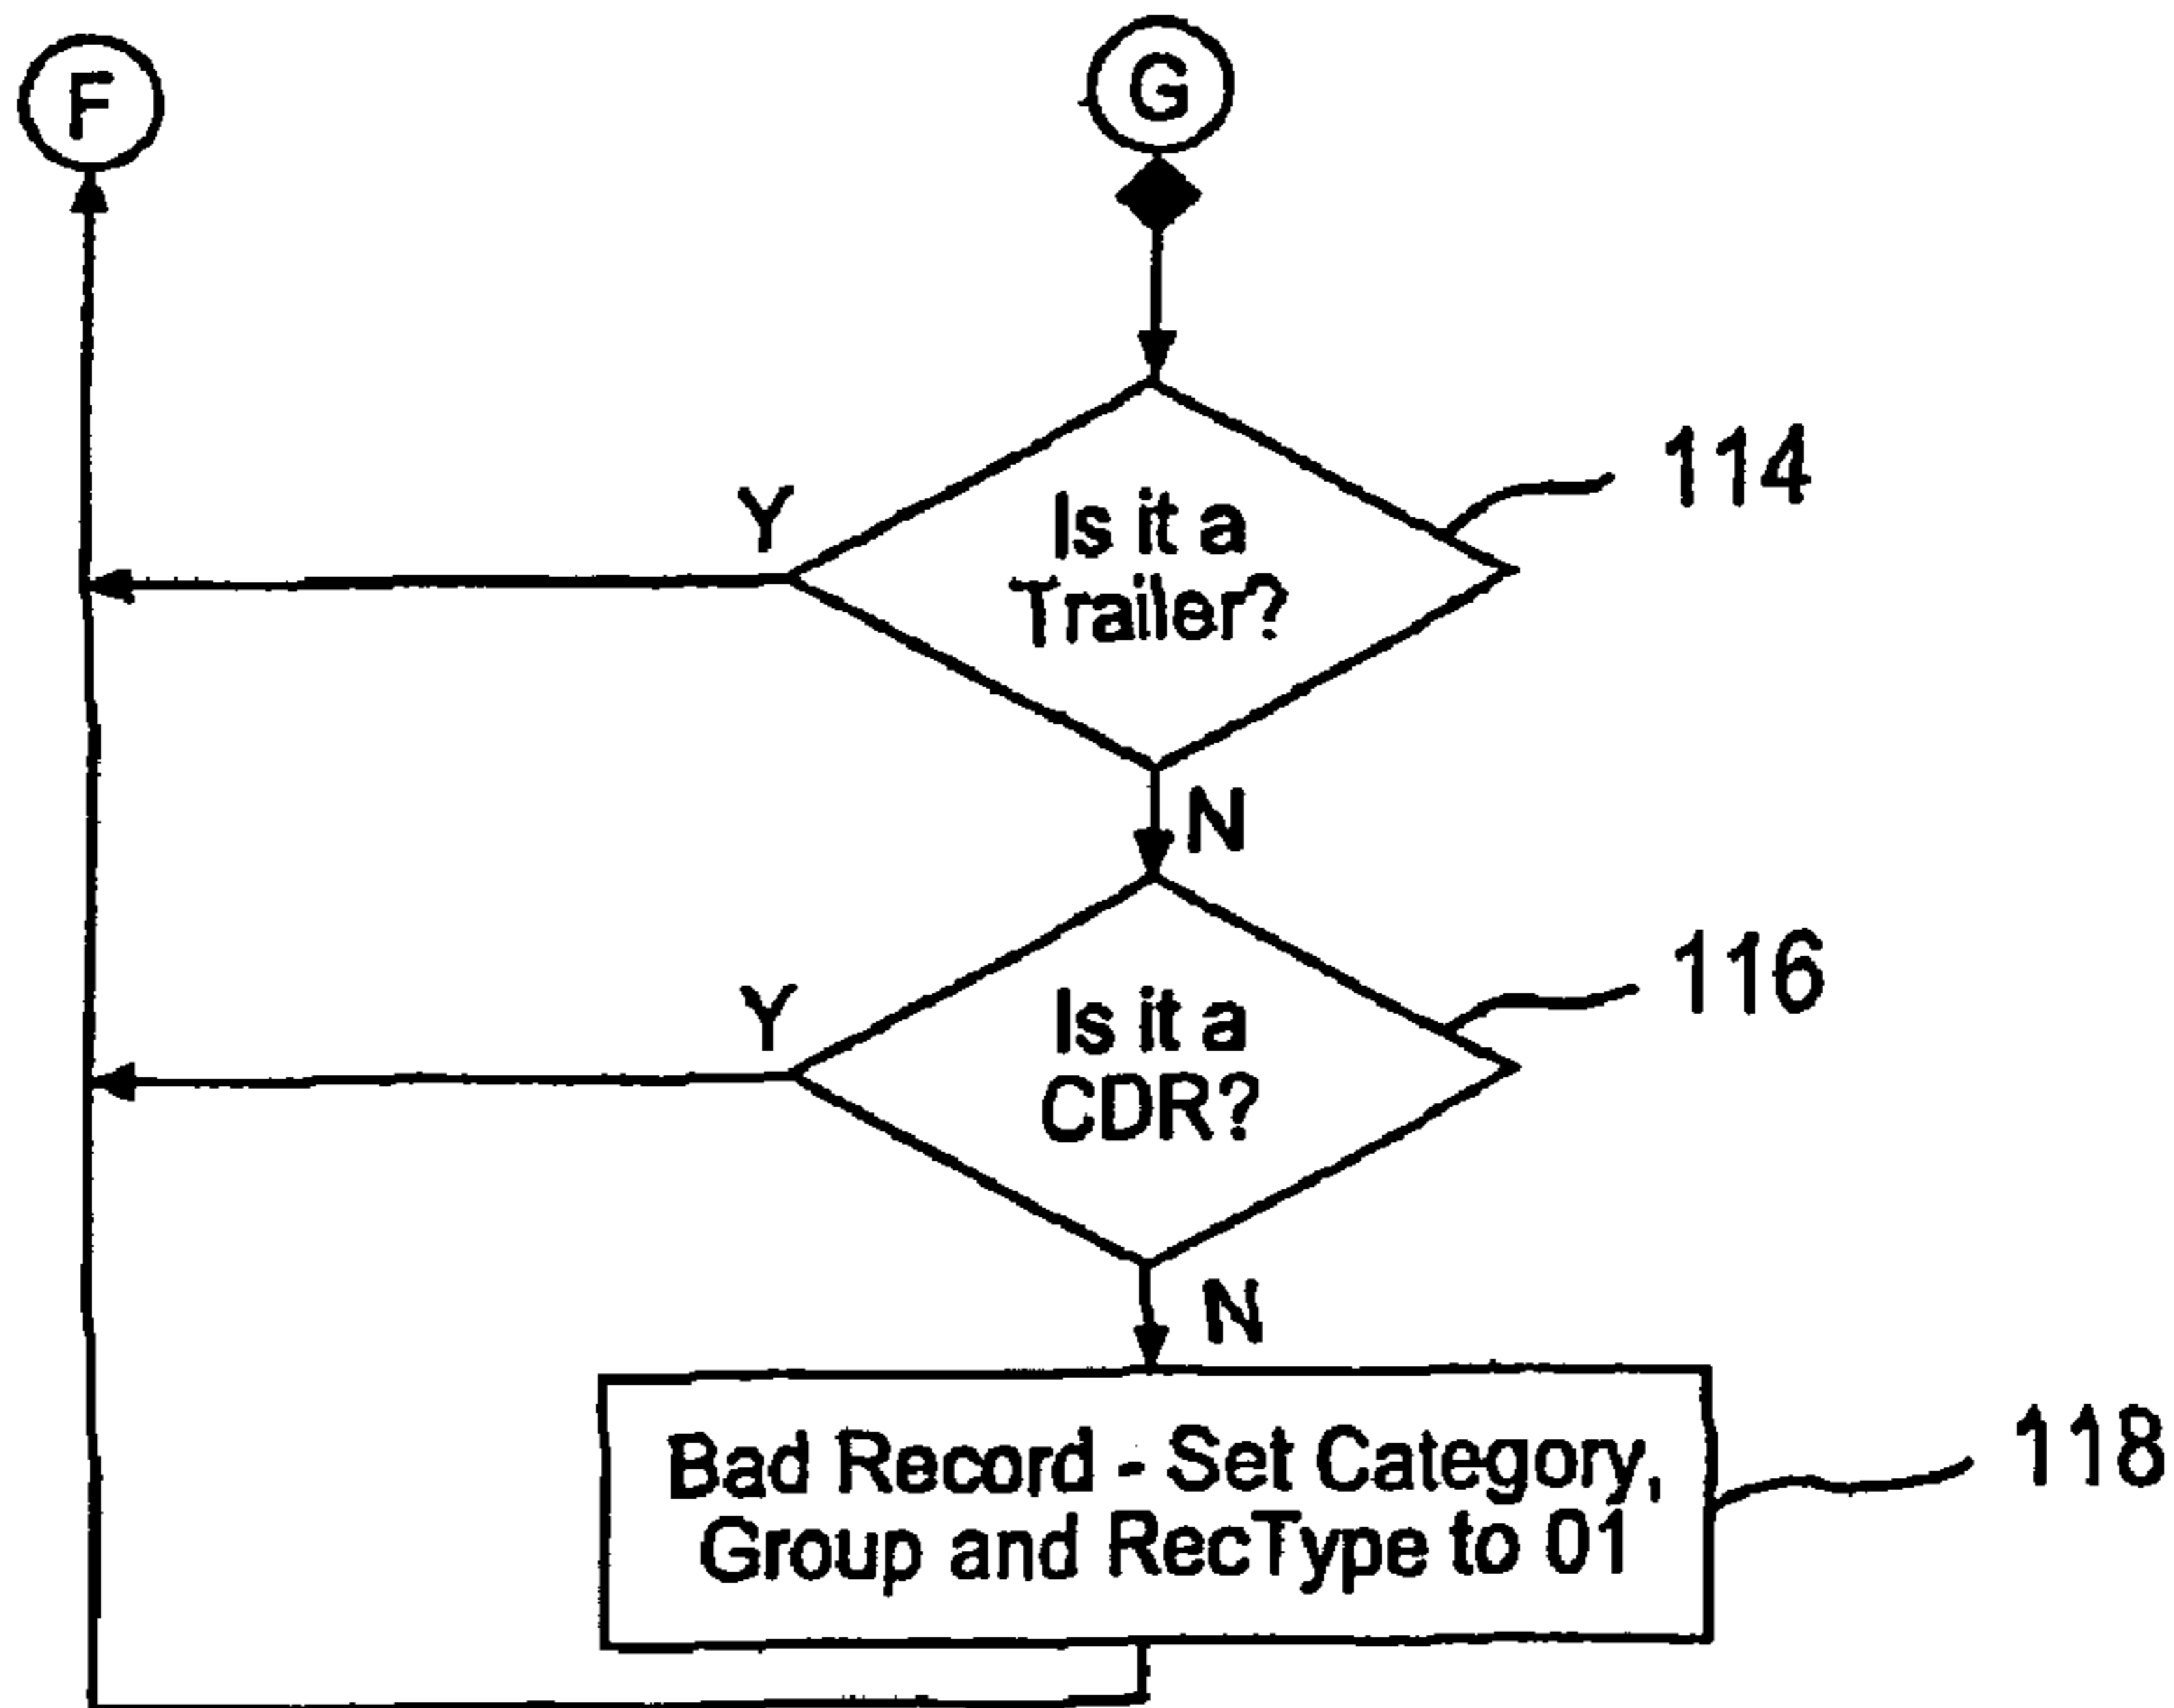 F
G
114
Y
Is it a
Trailer?
N
116
Y
Is it a
CDR?
N
118
Bad Record - Set Category,
Group and RecType to 01